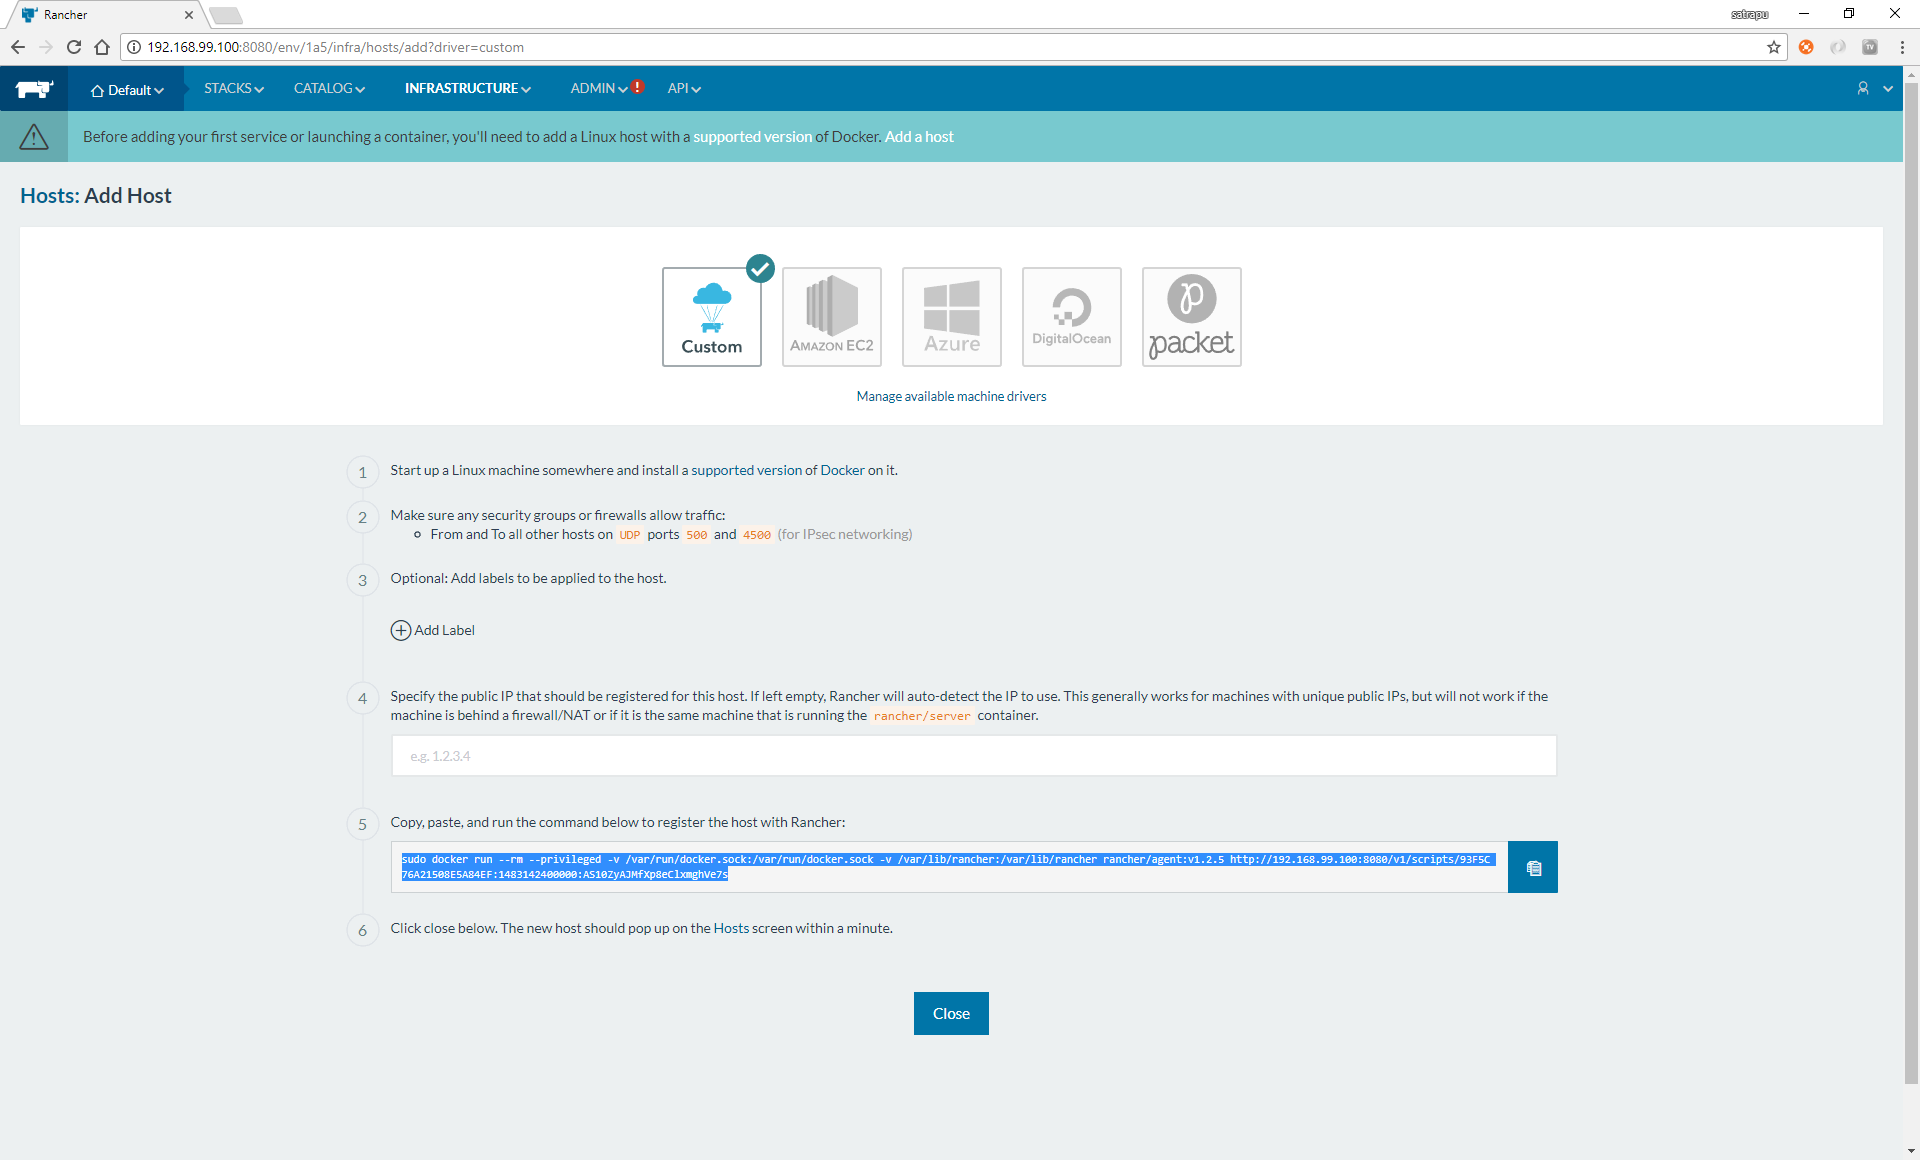 Rancher
satrapu
192.168.99.100:8080/env/1a5/infra/hosts/add?driver=custom
Default STACKS CATALOG INFRASTRUCTURE ADMIN ! API
Before adding your first service or launching a container, you'll need to add a Linux host with a supported version of Docker. Add a host
Hosts: Add Host
Custom
AMAZON EC2
Azure
DigitalOcean
packet
Manage available machine drivers
1 Start up a Linux machine somewhere and install a supported version of Docker on it.
2 Make sure any security groups or firewalls allow traffic:
From and To all other hosts on UDP ports 500 and 4500 (for IPsec networking)
3 Optional: Add labels to be applied to the host.
Add Label
4 Specify the public IP that should be registered for this host. If left empty, Rancher will auto-detect the IP to use. This generally works for machines with unique public IPs, but will not work if the
machine is behind a firewall/NAT or if it is the same machine that is running the rancher/server container.
e.g. 1.2.3.4
5 Copy, paste, and run the command below to register the host with Rancher:
sudo docker run --rm --privileged -v /var/run/docker.sock:/var/run/docker.sock -v /var/lib/rancher:/var/lib/rancher rancher/agent:v1.2.5 http://192.168.99.100:8080/v1/scripts/93F5C
76A21508E5A84EF:1483142400000:AS10ZyAJMfXp8eClxmghVe7s
6 Click close below. The new host should pop up on the Hosts screen within a minute.
Close